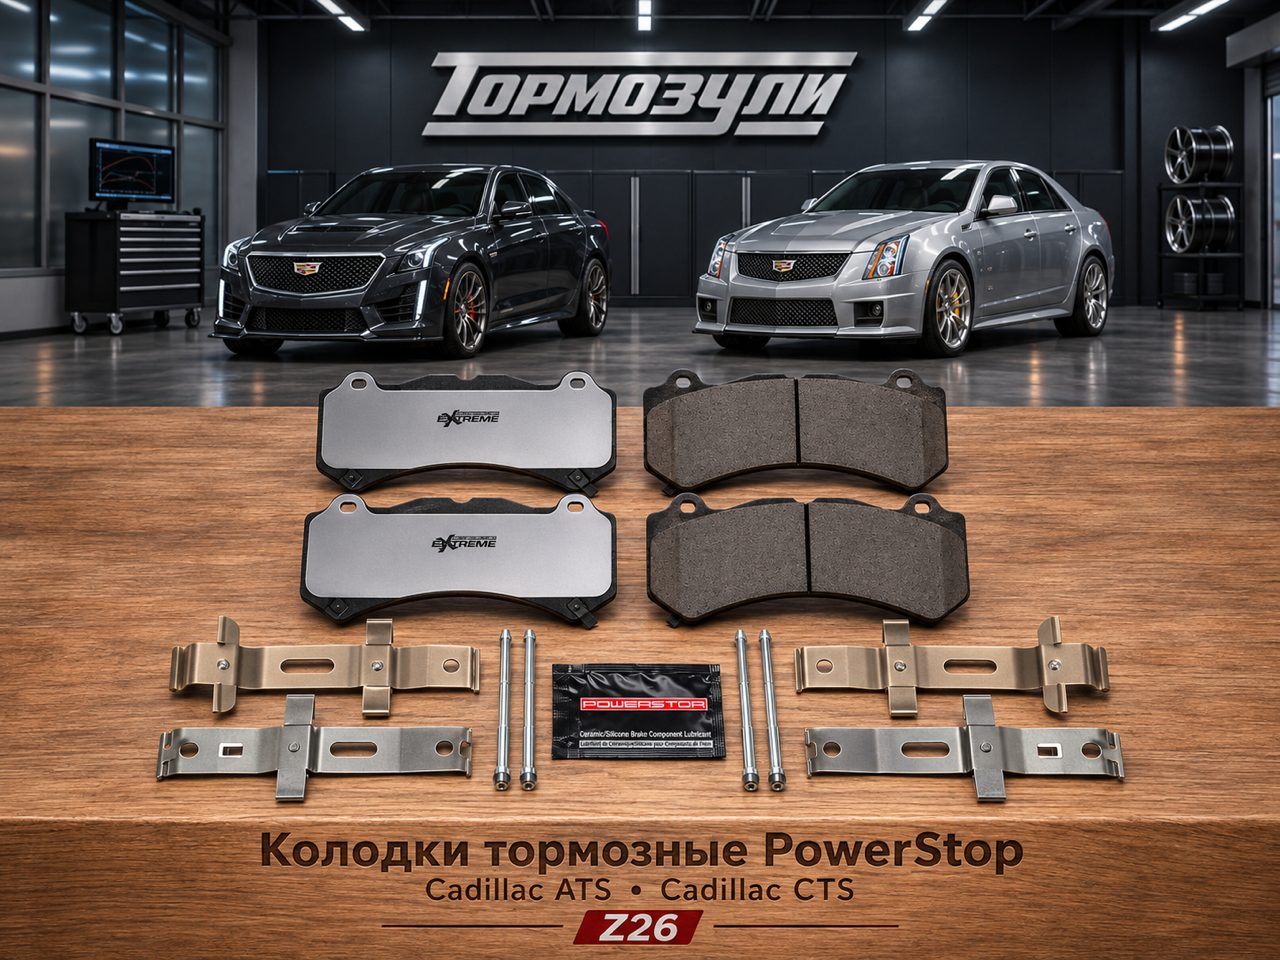 Тормозули
EXTREME
EXTREME
POWERSTOP
Ceramic/Silicone Brake Component Lubricant
Колодки тормозные PowerStop
Cadillac ATS • Cadillac CTS
Z26